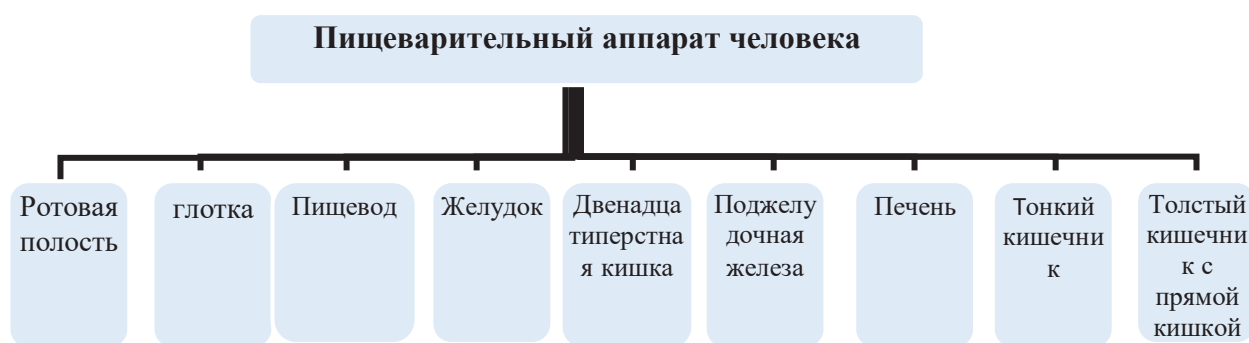 Пищеварительный аппарат человека
Ротовая
полость
глотка
Пищевод
Желудок
Двенадца
типерстна
я кишка
Поджелу
дочная
железа
Печень
Тонкий
кишечни
к
Толстый
кишечни
к с
прямой
кишкой